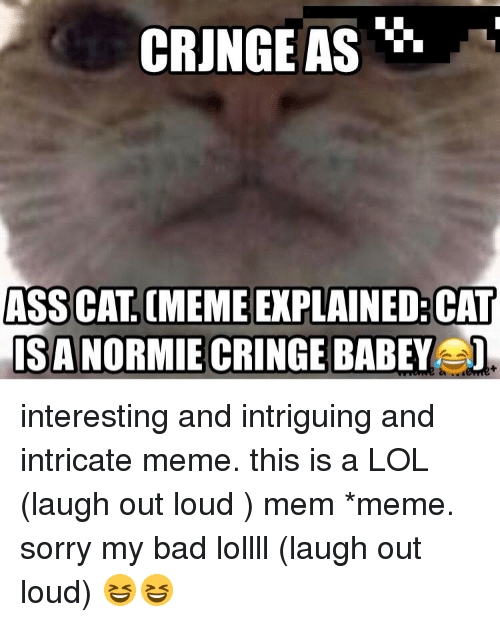 CRJNGE AS
ASS CAT. (MEME EXPLAINED: CAT
IS A NORMIE CRINGE BABEY😂)
interesting and intriguing and
intricate meme. this is a LOL
(laugh out loud ) mem *meme.
sorry my bad lollll (laugh out
loud) 😆😆